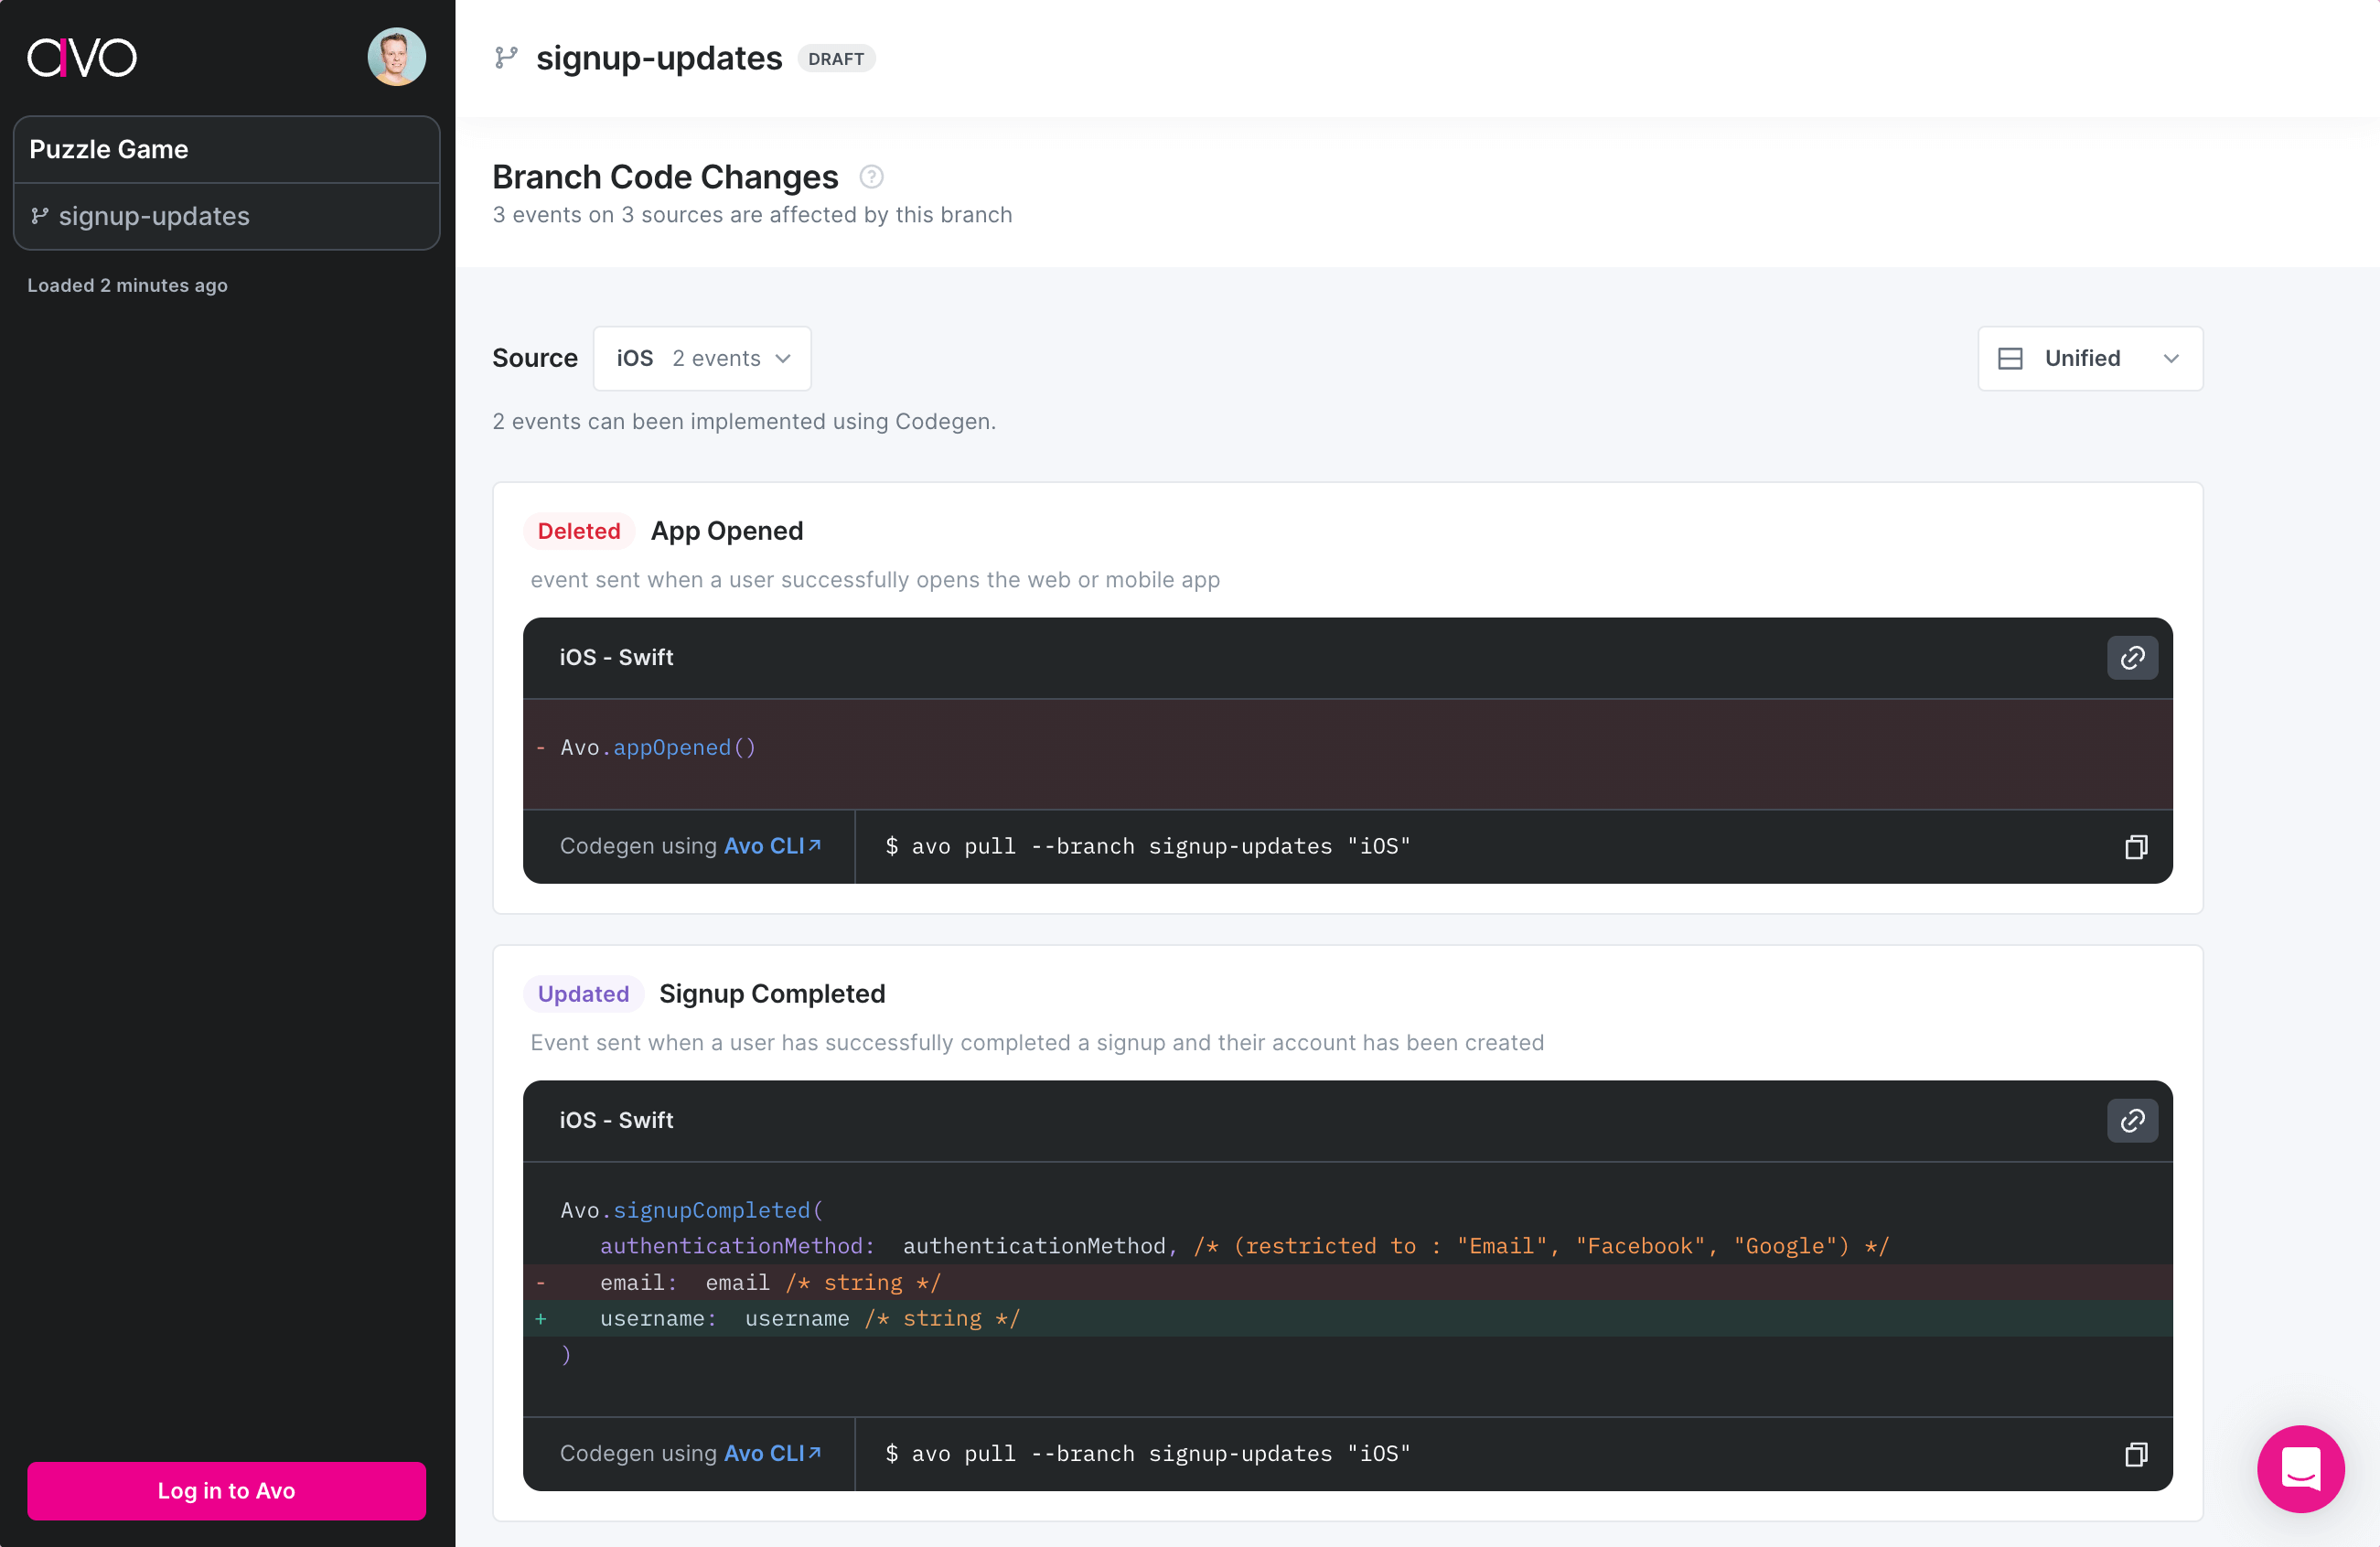 avo
Puzzle Game
signup-updates
Loaded 2 minutes ago
Log in to Avo
signup-updates DRAFT
Branch Code Changes ?
3 events on 3 sources are affected by this branch
Source iOS 2 events
Unified
2 events can been implemented using Codegen.
Deleted App Opened
event sent when a user successfully opens the web or mobile app
iOS - Swift
- Avo.appOpened()
Codegen using Avo CLI↗ $ avo pull --branch signup-updates "iOS"
Updated Signup Completed
Event sent when a user has successfully completed a signup and their account has been created
iOS - Swift
Avo.signupCompleted(
authenticationMethod: authenticationMethod, /* (restricted to : "Email", "Facebook", "Google") */
- email: email /* string */
+ username: username /* string */
)
Codegen using Avo CLI↗ $ avo pull --branch signup-updates "iOS"